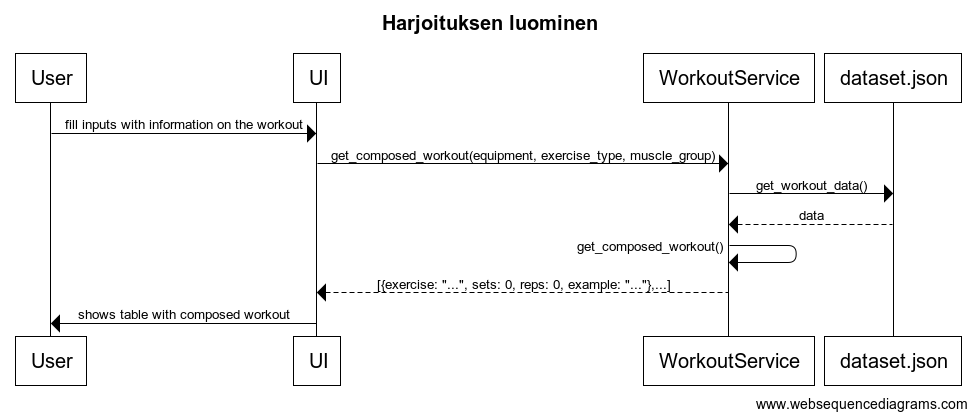 Harjoituksen luominen
User
UI
WorkoutService
dataset.json
fill inputs with information on the workout
get_composed_workout(equipment, exercise_type, muscle_group)
get_workout_data()
data
get_composed_workout()
[{exercise: "...", sets: 0, reps: 0, example: "..."},...]
shows table with composed workout
User
UI
WorkoutService
dataset.json
www.websequencediagrams.com